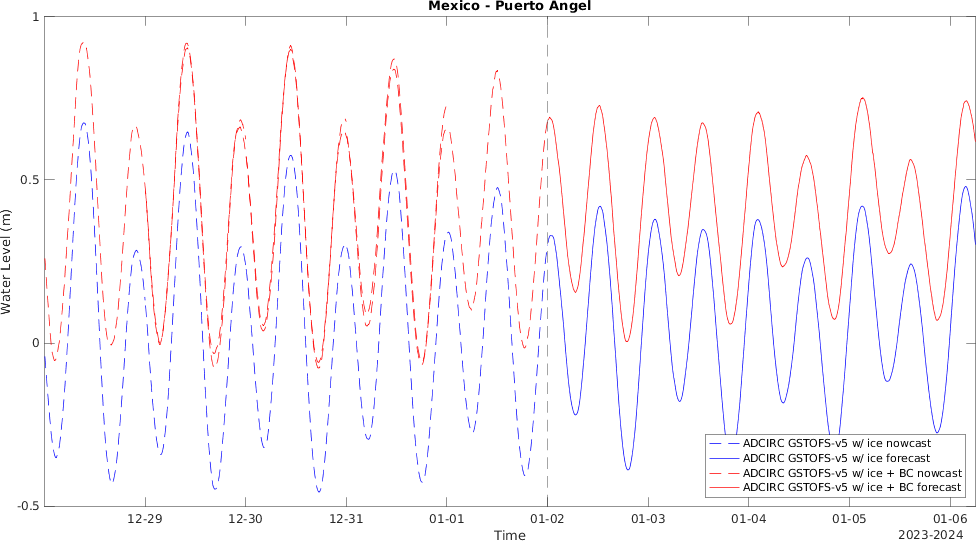 Mexico - Puerto Angel
1
0.5
0
-0.5
Water Level (m)
12-29
12-30
12-31
01-01
01-02
01-03
01-04
01-05
01-06
Time
2023-2024
ADCIRC GSTOFS-v5 w/ ice nowcast
ADCIRC GSTOFS-v5 w/ ice forecast
ADCIRC GSTOFS-v5 w/ ice + BC nowcast
ADCIRC GSTOFS-v5 w/ ice + BC forecast